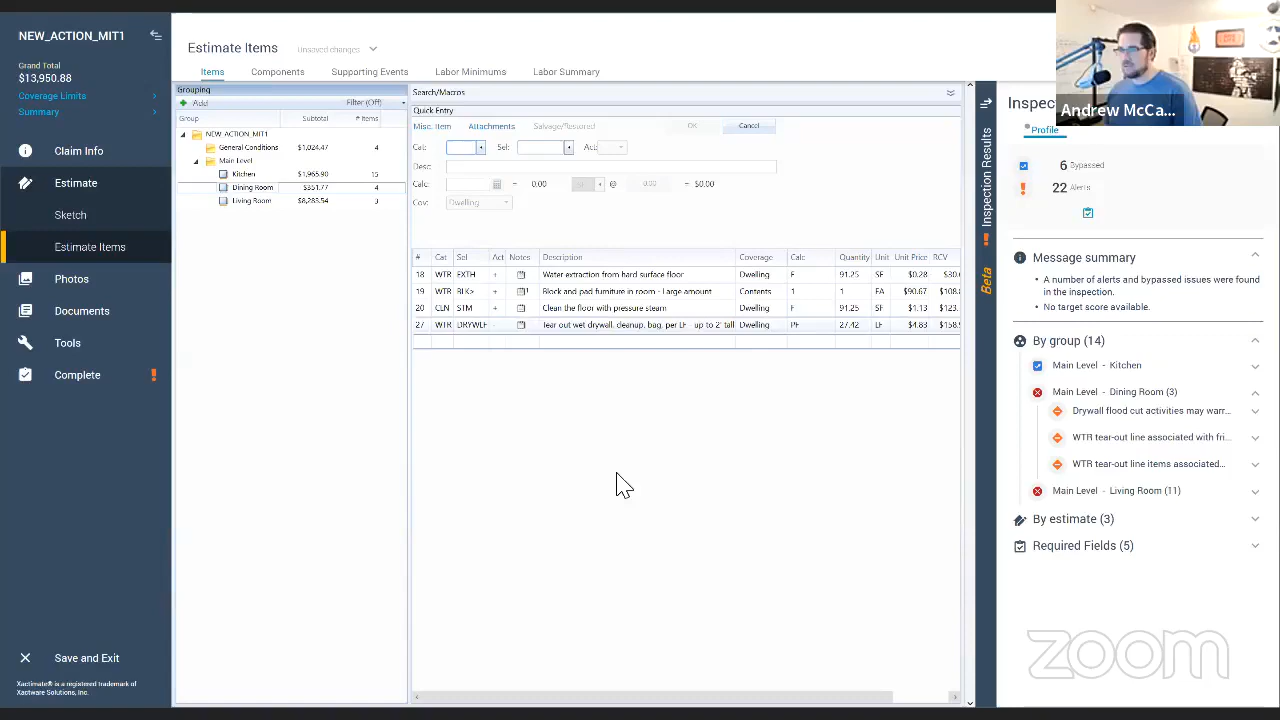 NEW_ACTION_MIT1
Grand Total
$13,950.88
Coverage Limits
Summary
Claim Info
Estimate
Sketch
Estimate Items
Photos
Documents
Tools
Complete
Save and Exit
Xactimate® is a registered trademark of
Xactware Solutions, Inc.
Estimate Items
Unsaved changes
Items
Components
Supporting Events
Labor Minimums
Labor Summary
Grouping
Add
Filter (Off)
Group
Subtotal
# Items
NEW_ACTION_MIT1
General Conditions
4
Main Level
Kitchen $1,965.90 15
Dining Room $351.77 4
Living Room $8,283.54
Search/Macros
Quick Entry
Misc. Item
Attachments
Salvage/Restored
OK
Cancel
Cat:
Sel:
Act:
Desc:
Calc:
= 0.00
@ 0.00
= $0.00
Cov: Dwelling
# Cat Sel Act Notes Description Coverage Calc Quantity Unit Unit Price RCV
18 WTR EXTH + Water extraction from hard surface floor Dwelling F 91.25 SF $0.28 $30.
19 WTR BLK> + Block and pad furniture in room - Large amount Contents 1 1 EA $90.67 $108.
20 CLN STM + Clean the floor with pressure steam Dwelling F 91.25 SF $1.13 $123.
27 WTR DRYWLF - Tear out wet drywall, cleanup, bag, per LF - up to 2' tall Dwelling PF 27.42 LF $4.83 $158.
Inspection Results
Beta
Inspec
Andrew McCa...
Profile
6 Bypassed
22 Alerts
Message summary
• A number of alerts and bypassed issues were found
in the inspection.
• No target score available.
By group (14)
Main Level - Kitchen
Main Level - Dining Room (3)
Drywall flood cut activities may warr...
WTR tear-out line associated with fri...
WTR tear-out line items associated...
Main Level - Living Room (11)
By estimate (3)
Required Fields (5)
zoom